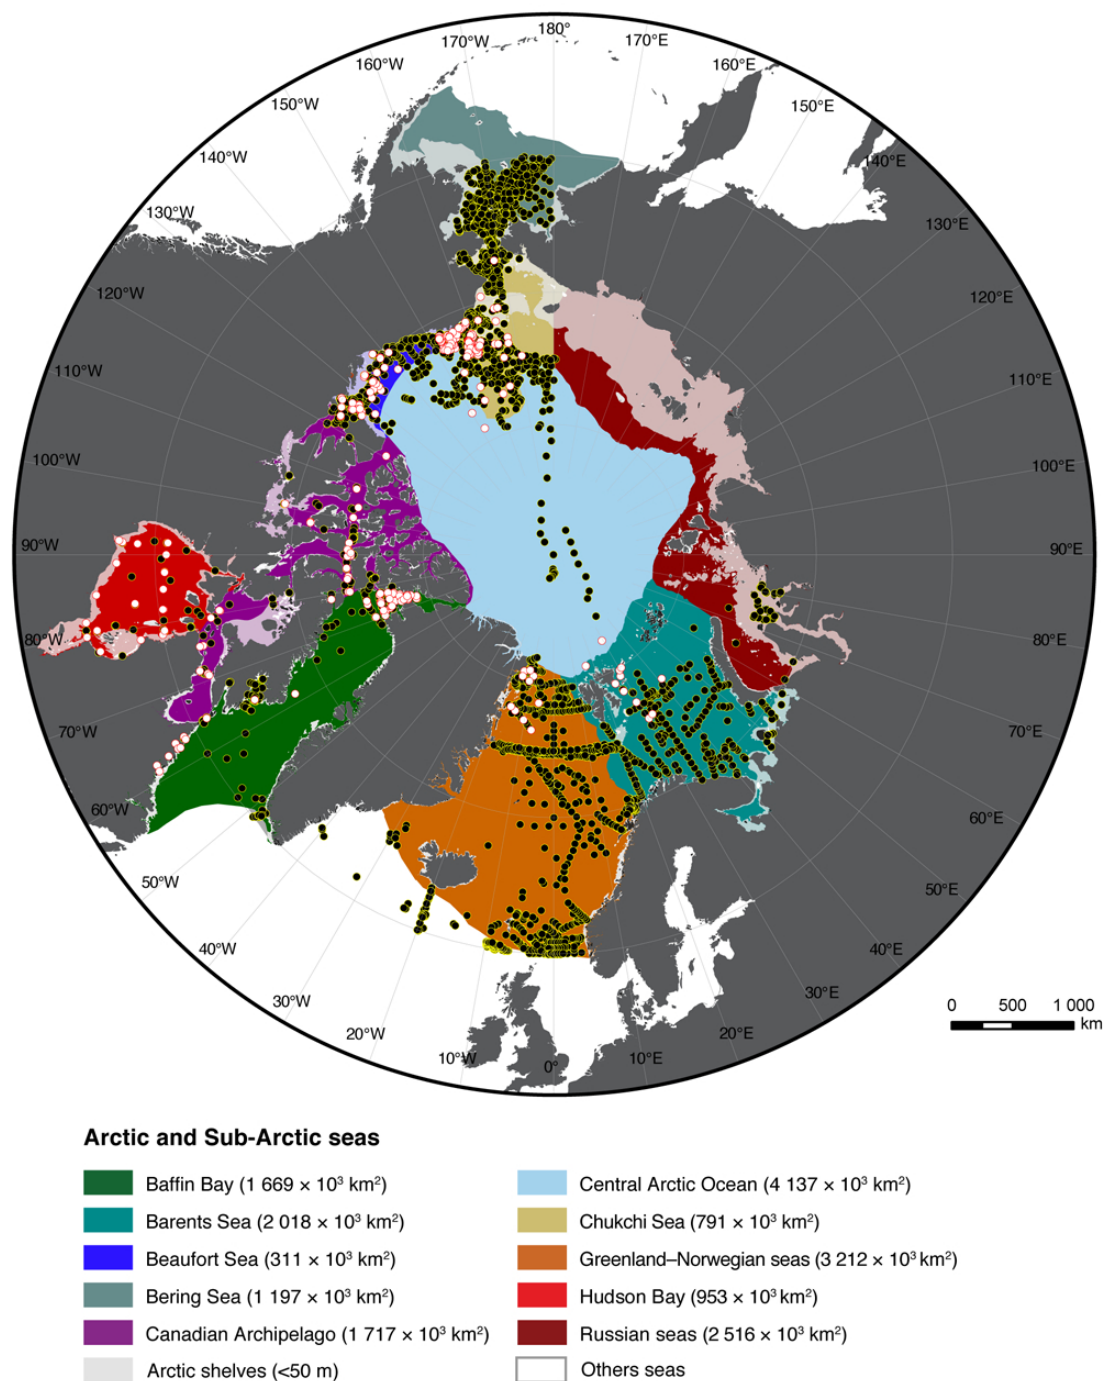 180°
170°W
170°E
160°W
160°E
150°W
150°E
140°W
140°E
130°W
130°E
120°W
120°E
110°W
110°E
100°W
100°E
90°W
90°E
80°W
80°E
70°W
70°E
60°W
60°E
50°W
50°E
40°W
40°E
30°W
30°E
20°W
20°E
10°W
0°
10°E
0 500 1 000
km
Arctic and Sub-Arctic seas
Baffin Bay (1 669 × 10³ km²)
Barents Sea (2 018 × 10³ km²)
Beaufort Sea (311 × 10³ km²)
Bering Sea (1 197 × 10³ km²)
Canadian Archipelago (1 717 × 10³ km²)
Arctic shelves (<50 m)
Central Arctic Ocean (4 137 × 10³ km²)
Chukchi Sea (791 × 10³ km²)
Greenland–Norwegian seas (3 212 × 10³ km²)
Hudson Bay (953 × 10³ km²)
Russian seas (2 516 × 10³ km²)
Others seas